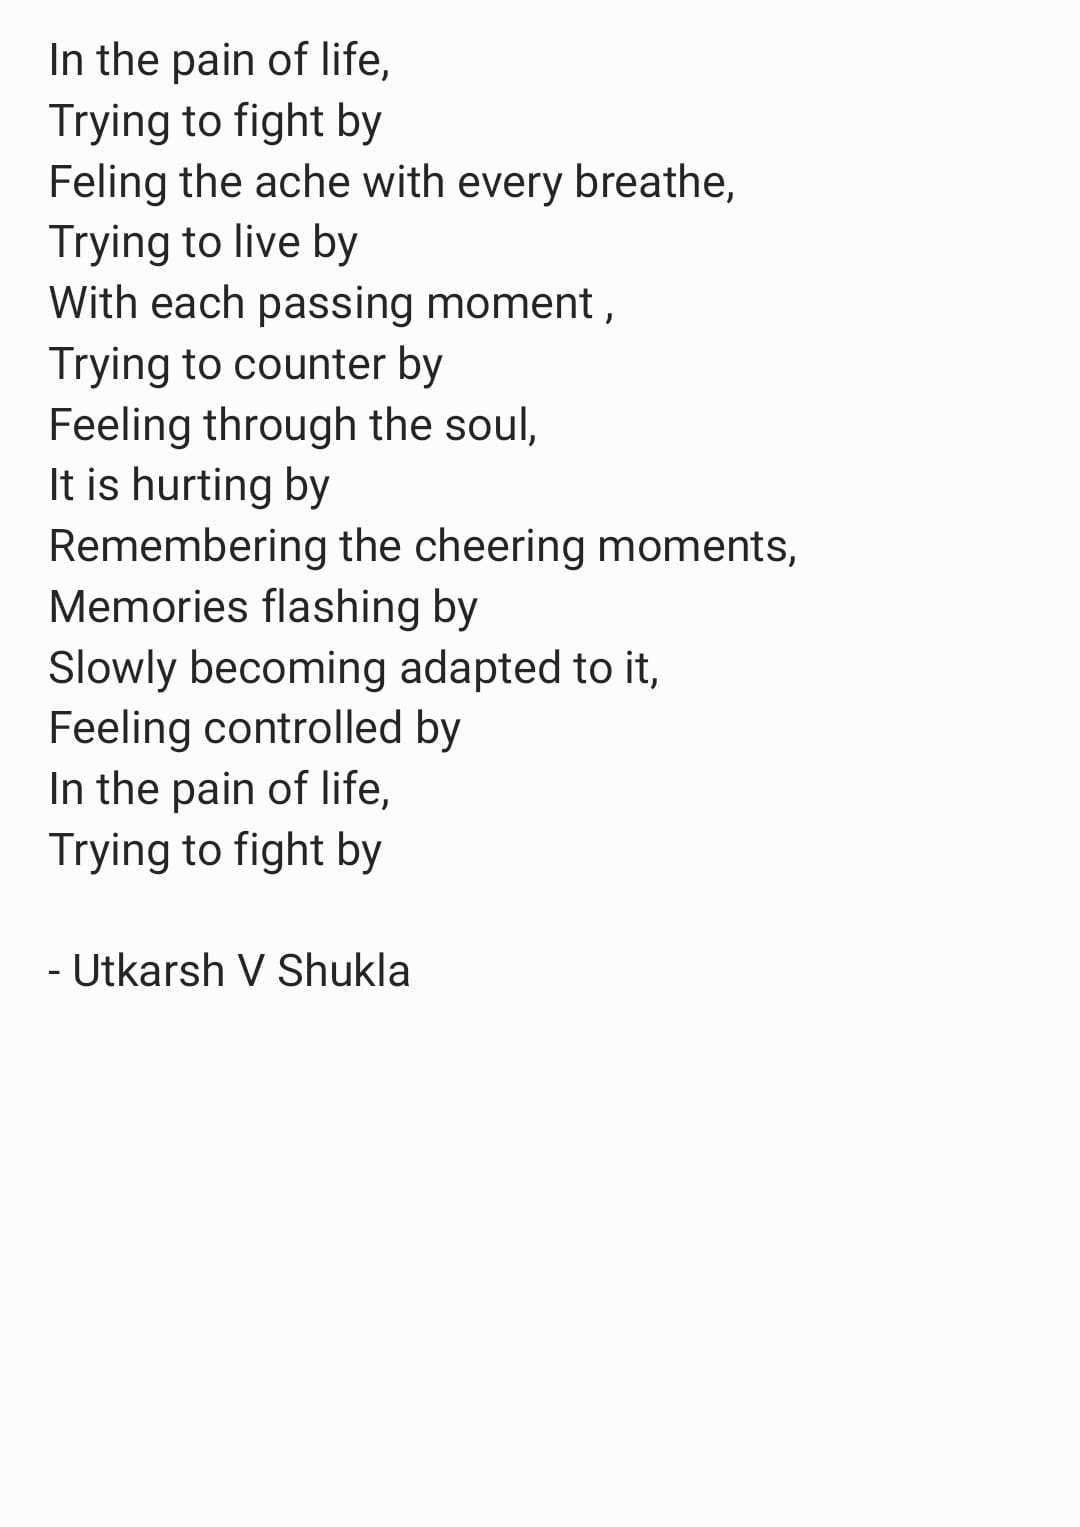 In the pain of life,
Trying to fight by
Feling the ache with every breathe,
Trying to live by
With each passing moment ,
Trying to counter by
Feeling through the soul,
It is hurting by
Remembering the cheering moments,
Memories flashing by
Slowly becoming adapted to it,
Feeling controlled by
In the pain of life,
Trying to fight by

- Utkarsh V Shukla